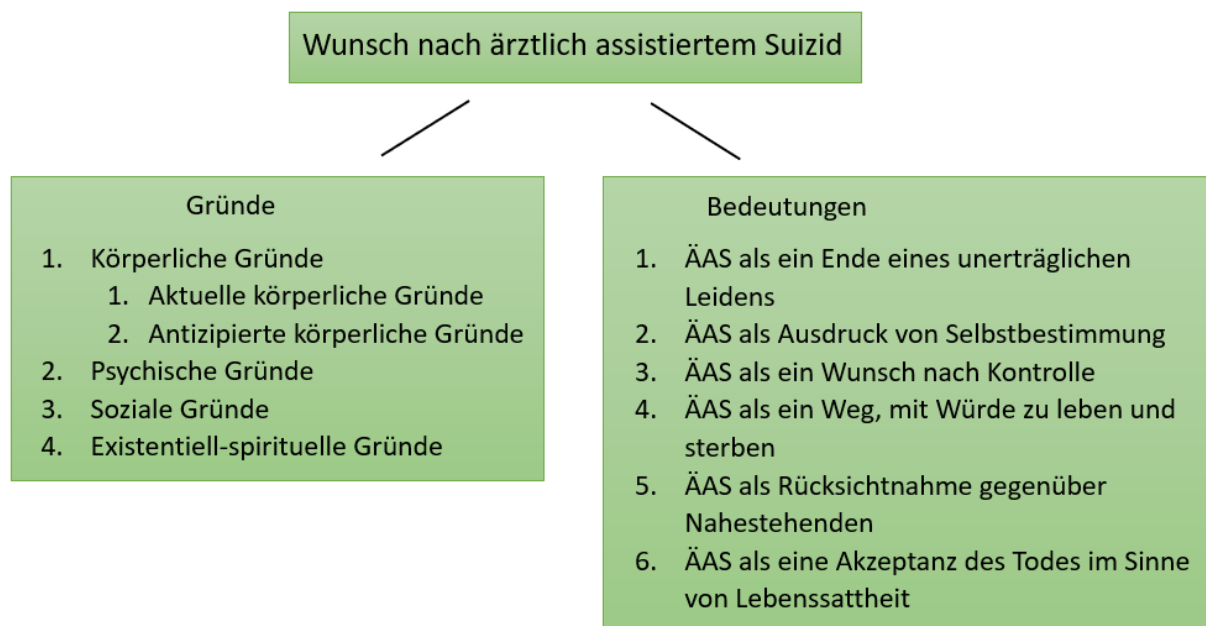 Wunsch nach ärztlich assistiertem Suizid
Gründe
1. Körperliche Gründe
1. Aktuelle körperliche Gründe
2. Antizipierte körperliche Gründe
2. Psychische Gründe
3. Soziale Gründe
4. Existentiell-spirituelle Gründe
Bedeutungen
1. ÄAS als ein Ende eines unerträglichen
Leidens
2. ÄAS als Ausdruck von Selbstbestimmung
3. ÄAS als ein Wunsch nach Kontrolle
4. ÄAS als ein Weg, mit Würde zu leben und
sterben
5. ÄAS als Rücksichtnahme gegenüber
Nahestehenden
6. ÄAS als eine Akzeptanz des Todes im Sinne
von Lebenssattheit